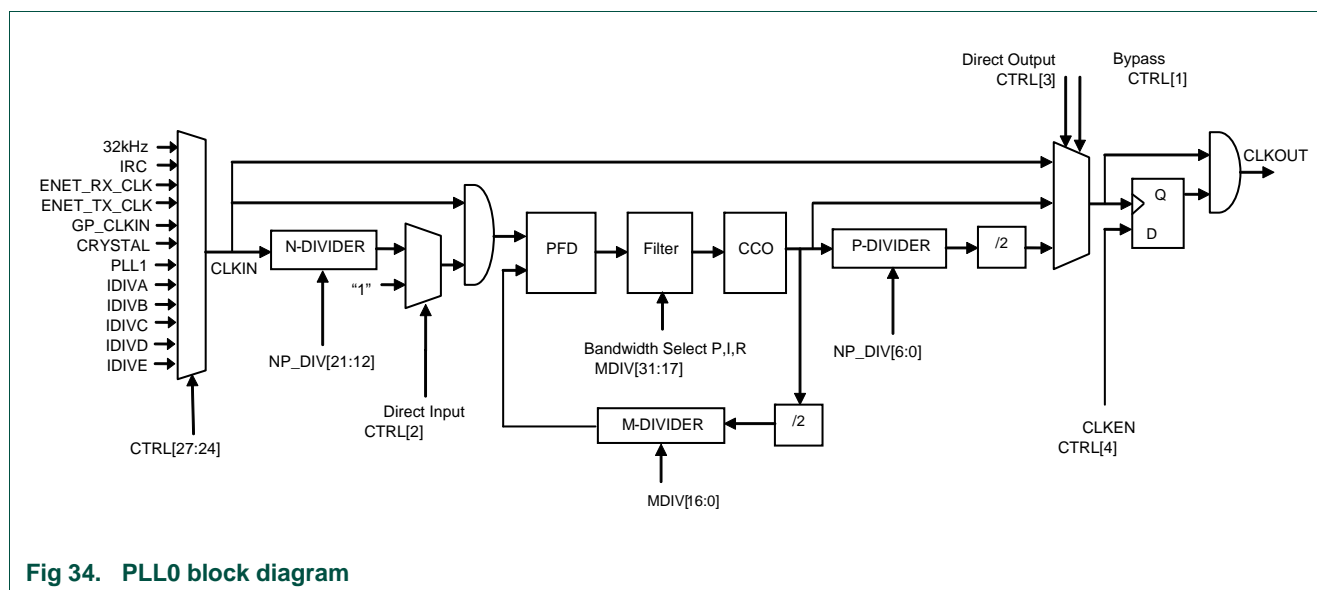 Direct Output
CTRL[3]
Bypass
CTRL[1]
32kHz
IRC
ENET_RX_CLK
ENET_TX_CLK
GP_CLKIN
CRYSTAL
PLL1
IDIVA
IDIVB
IDIVC
IDIVD
IDIVE
CTRL[27:24]
CLKIN
N-DIVIDER
NP_DIV[21:12]
“1”
Direct Input
CTRL[2]
PFD
Filter
CCO
Bandwidth Select P,I,R
MDIV[31:17]
P-DIVIDER
/2
NP_DIV[6:0]
M-DIVIDER
/2
MDIV[16:0]
Q
D
CLKOUT
CLKEN
CTRL[4]
Fig 34. PLL0 block diagram